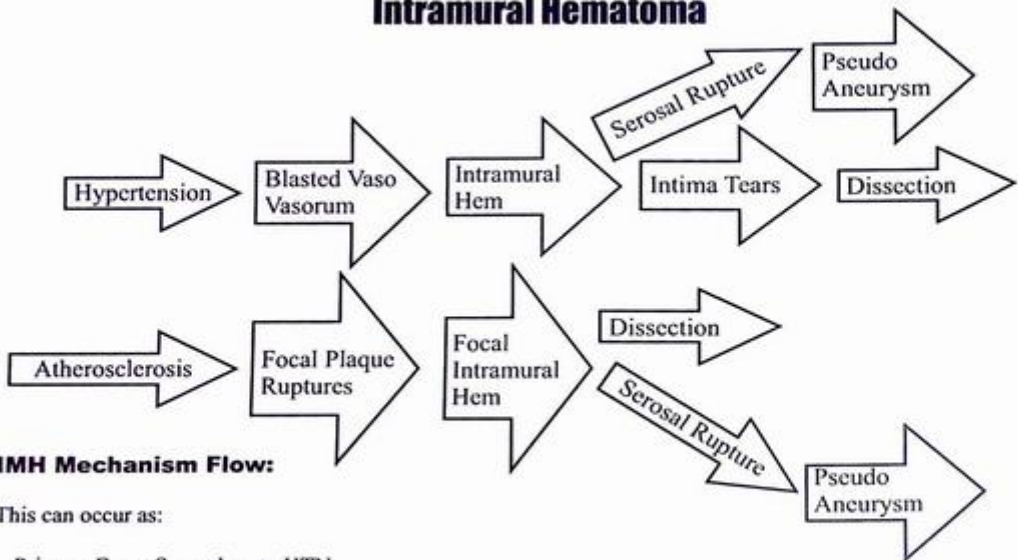 Intramural Hematoma
Hypertension
Blasted Vaso
Vasorum
Intramural
Hem
Serosal Rupture
Pseudo
Aneurysm
Intima Tears
Dissection
Atherosclerosis
Focal Plaque
Ruptures
Focal
Intramural
Hem
Dissection
Serosal Rupture
Pseudo
Aneurysm
IMH Mechanism Flow:
This can occur as: